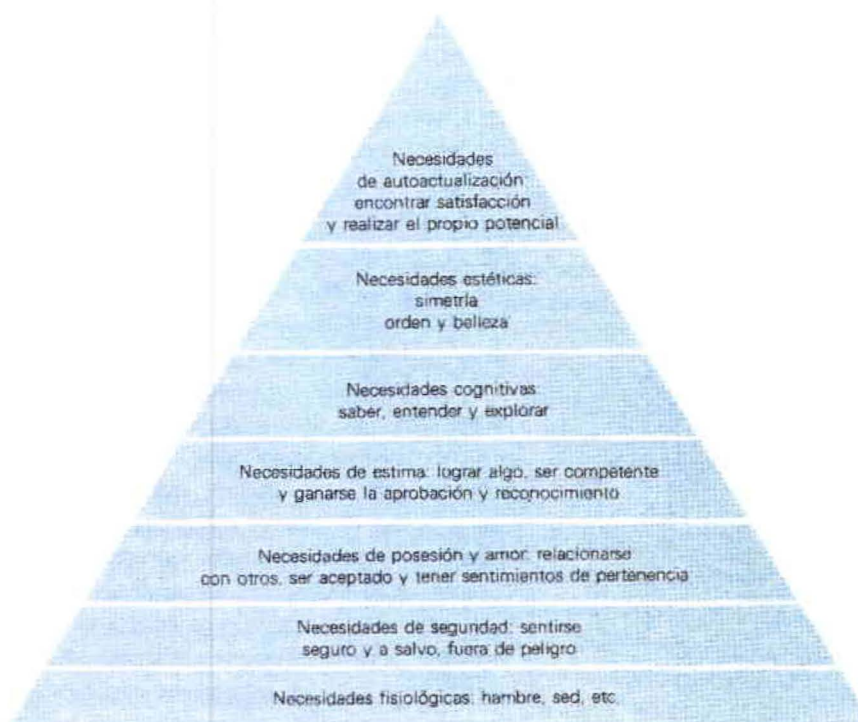 Necesidades
de autoactualización:
encontrar satisfacción
y realizar el propio potencial
Necesidades estéticas:
simetría
orden y belleza
Necesidades cognitivas:
saber, entender y explorar
Necesidades de estima: lograr algo, ser competente
y ganarse la aprobación y reconocimiento
Necesidades de posesión y amor: relacionarse
con otros, ser aceptado y tener sentimientos de pertenencia
Necesidades de seguridad: sentirse
seguro y a salvo, fuera de peligro
Necesidades fisiológicas: hambre, sed, etc.